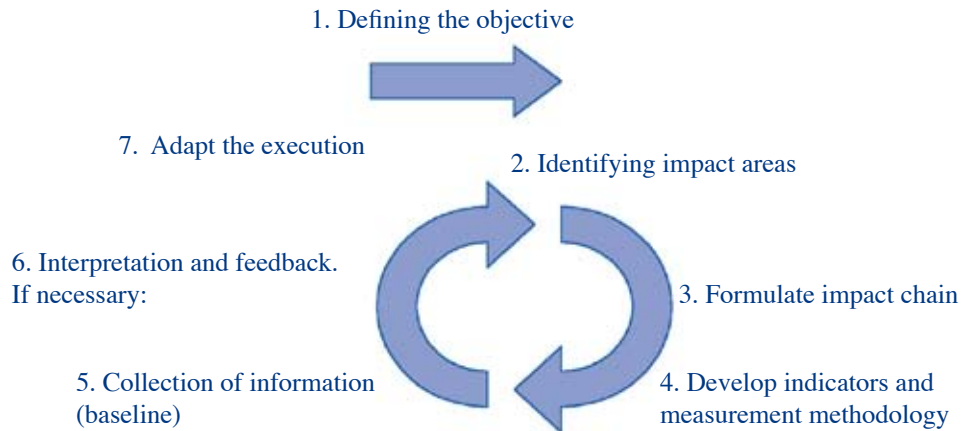 1. Defining the objective
7. Adapt the execution
2. Identifying impact areas
6. Interpretation and feedback.
If necessary:
3. Formulate impact chain
5. Collection of information
(baseline)
4. Develop indicators and
measurement methodology